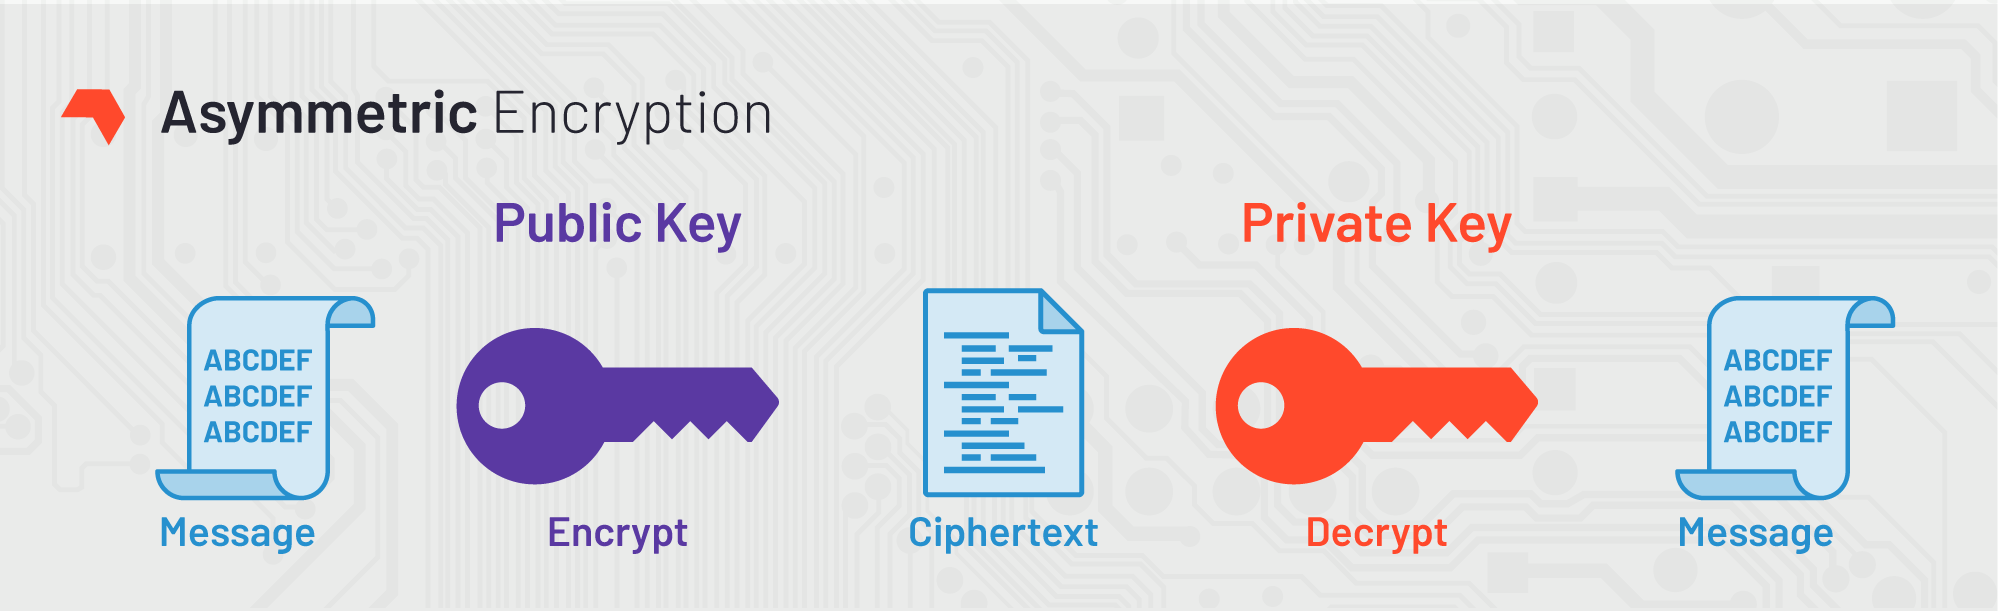 Asymmetric Encryption
Public Key
Private Key
ABCDEF
ABCDEF
ABCDEF
ABCDEF
ABCDEF
ABCDEF
Message
Encrypt
Ciphertext
Decrypt
Message